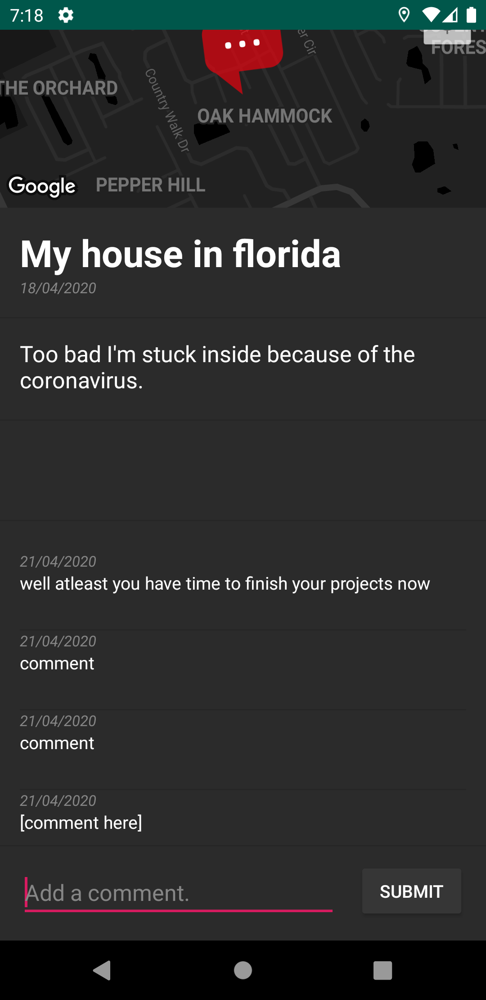 7:18
er Cir
FORES
THE ORCHARD
Country Walk Dr
OAK HAMMOCK
Google
PEPPER HILL
My house in florida
18/04/2020
Too bad I'm stuck inside because of the
coronavirus.
21/04/2020
well atleast you have time to finish your projects now
21/04/2020
comment
21/04/2020
comment
21/04/2020
[comment here]
Add a comment.
SUBMIT